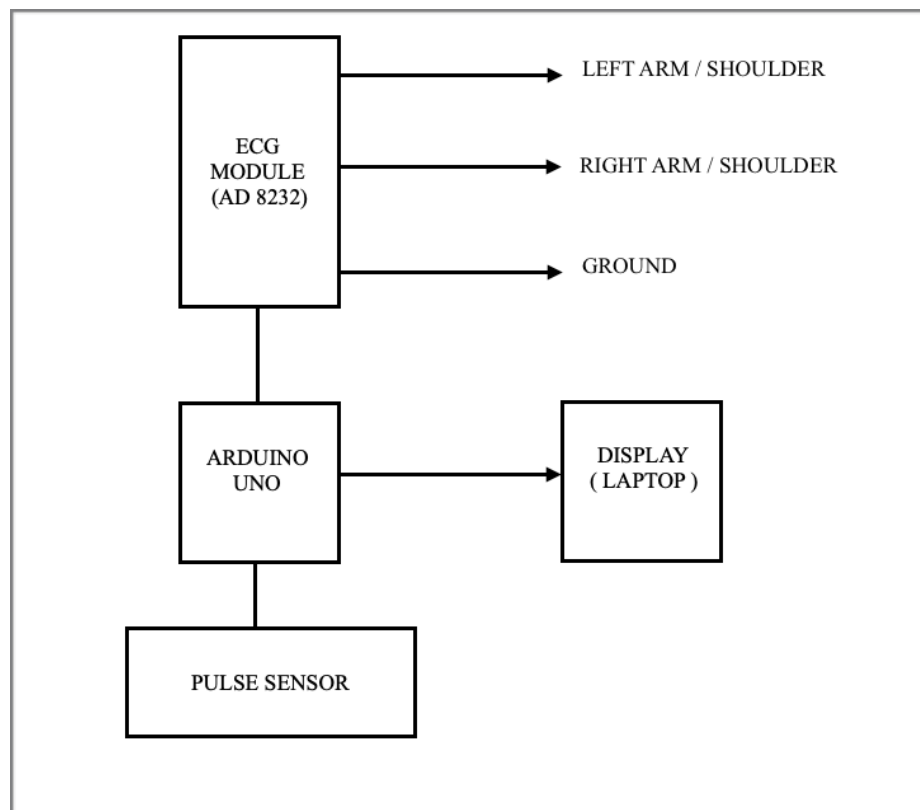 ECG
MODULE
(AD 8232)
LEFT ARM / SHOULDER
RIGHT ARM / SHOULDER
GROUND
ARDUINO
UNO
DISPLAY
( LAPTOP )
PULSE SENSOR